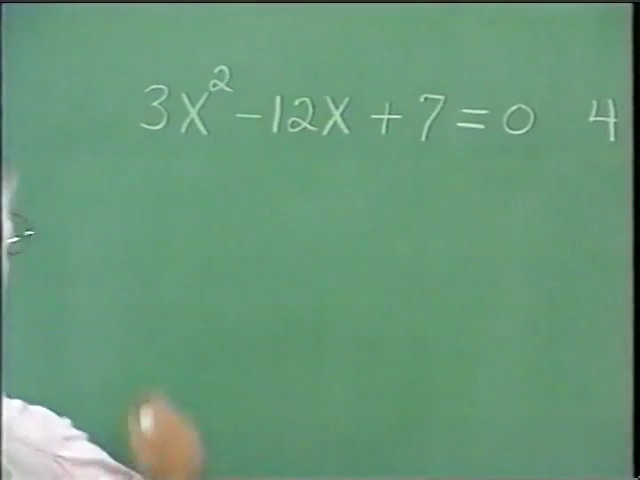 3x² - 12x + 7 = 0 4